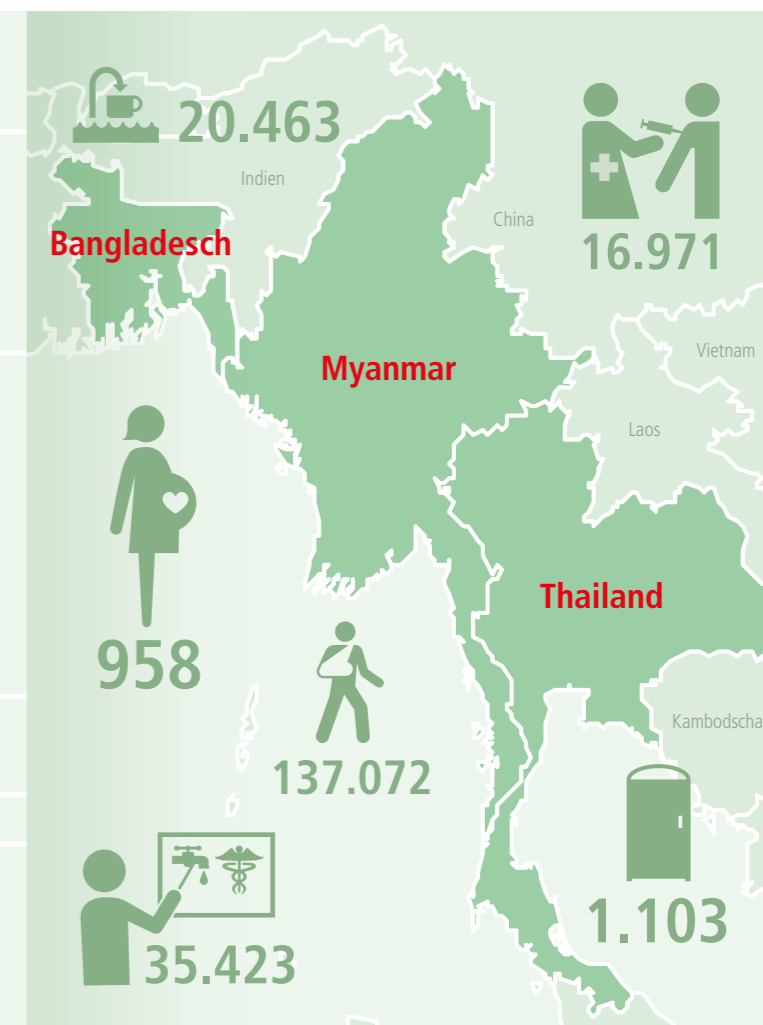 20.463
Indien
Bangladesch
China
16.971
Vietnam
Myanmar
Laos
Thailand
958
Kambodscha
137.072
1.103
35.423